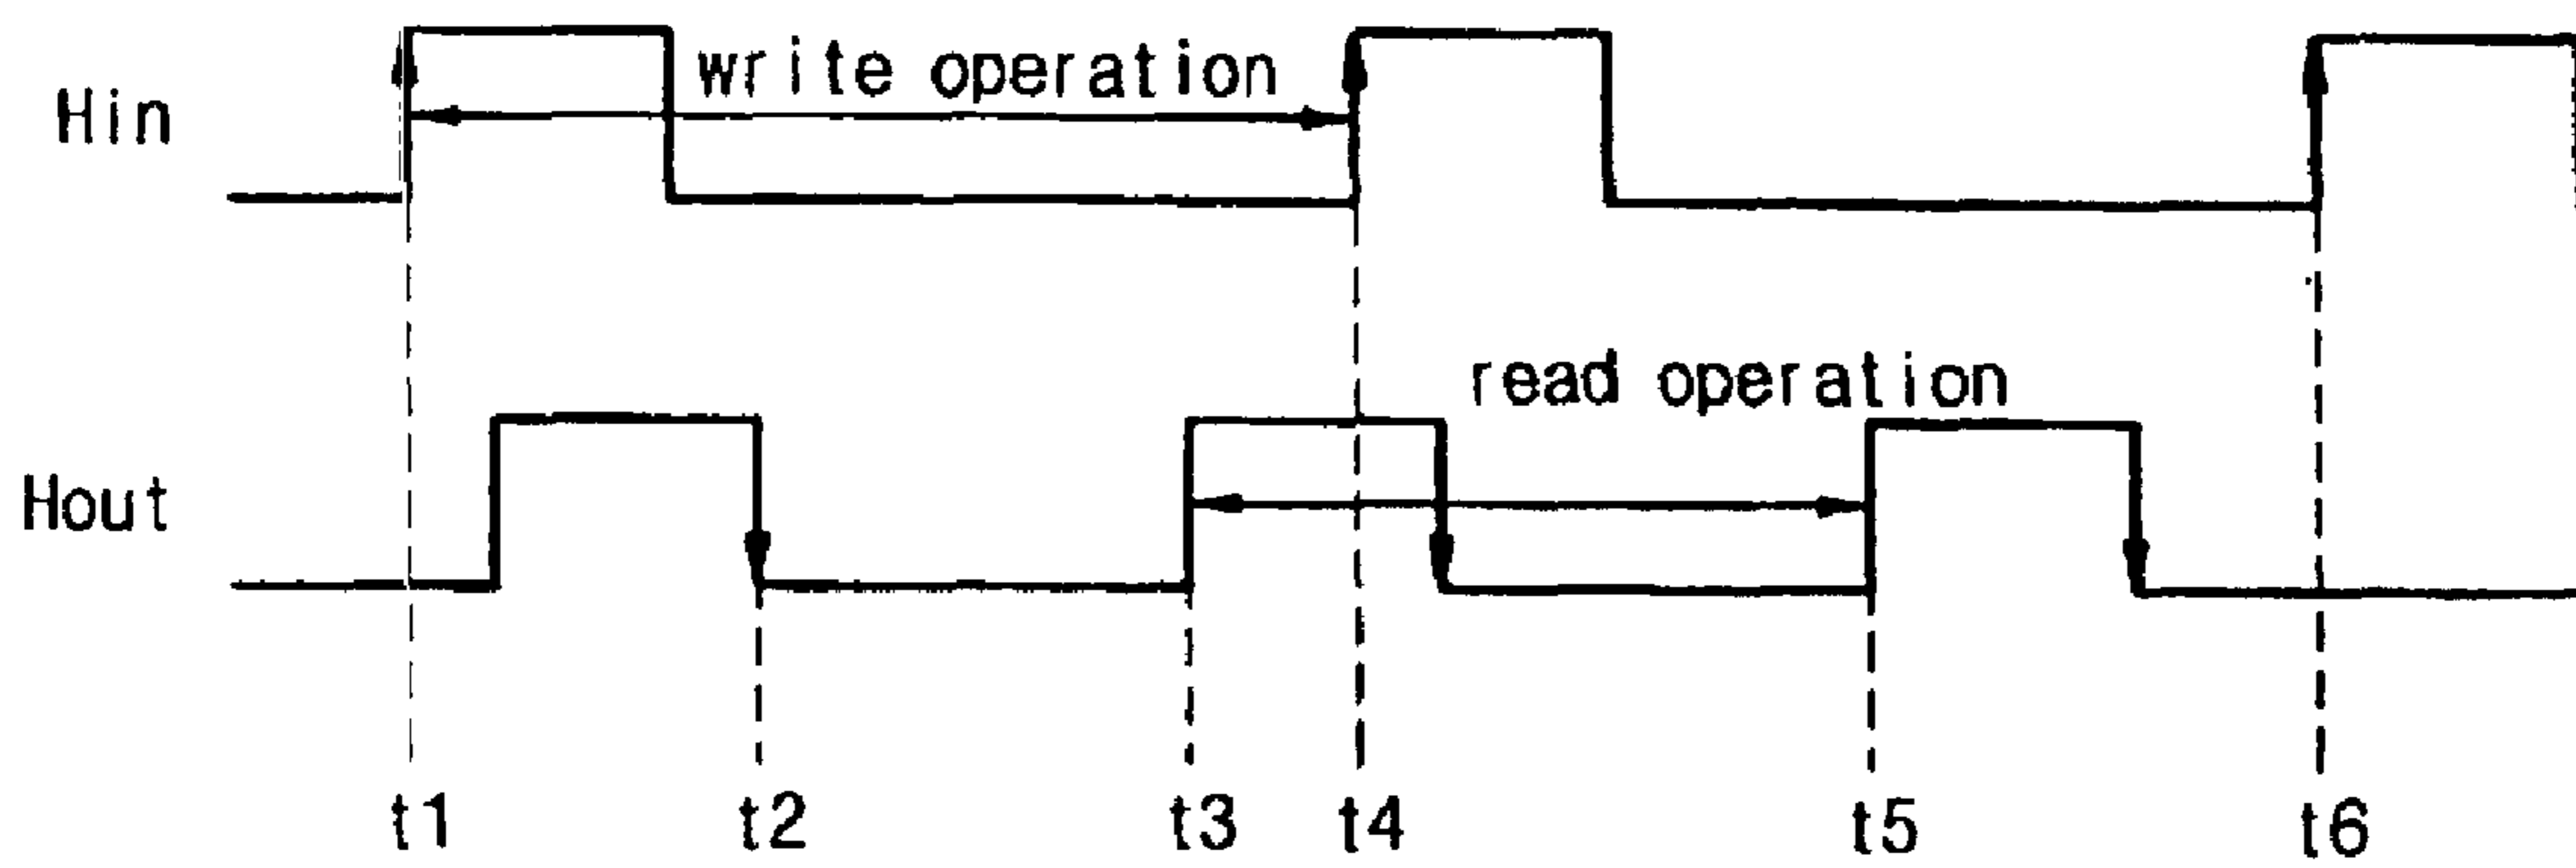 Hin
write operation
read operation
Hout
t1 t2 t3 t4 t5 t6